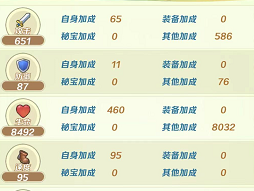 自身加成 65 装备加成 0
651 秘宝加成 0 其他加成 586
自身加成 11 装备加成 0
87 秘宝加成 0 其他加成 76
自身加成 460 装备加成 0
8492 秘宝加成 0 其他加成 8032
自身加成 95 装备加成 0
95 秘宝加成 0 其他加成 0